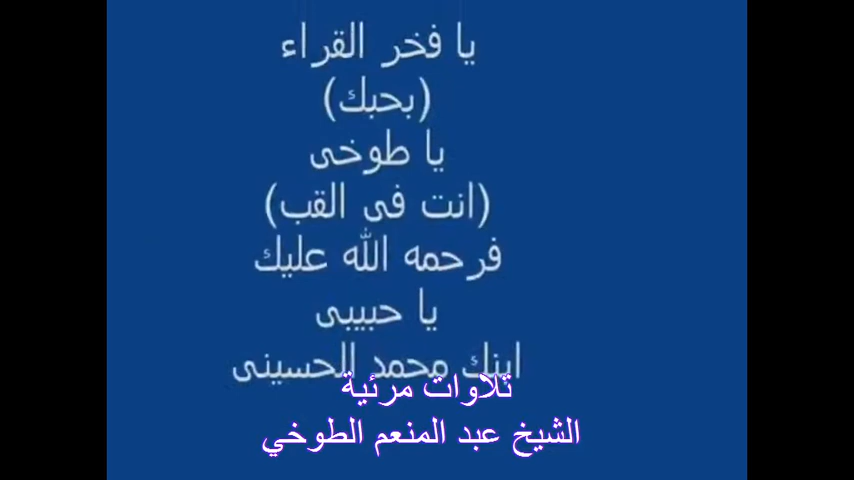 يا فخر القراء
(بحبك)
يا طوخى
(انت فى القب)
فرحمه الله عليك
يا حبيبى
ابنك محمد الحسينى
تلاوات مرئية
الشيخ عبد المنعم الطوخي